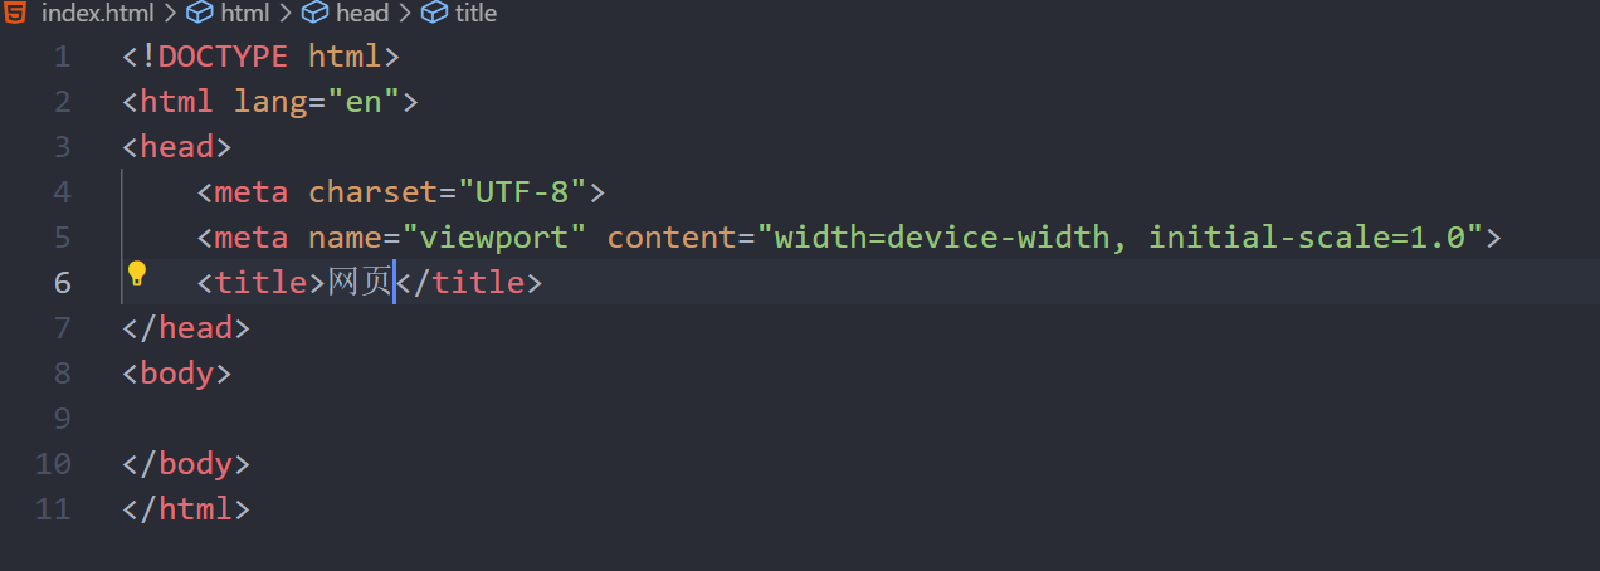 index.html > html > head > title
1 <!DOCTYPE html>
2 <html lang="en">
3 <head>
4     <meta charset="UTF-8">
5     <meta name="viewport" content="width=device-width, initial-scale=1.0">
6     <title>网页</title>
7 </head>
8 <body>
9
10 </body>
11 </html>